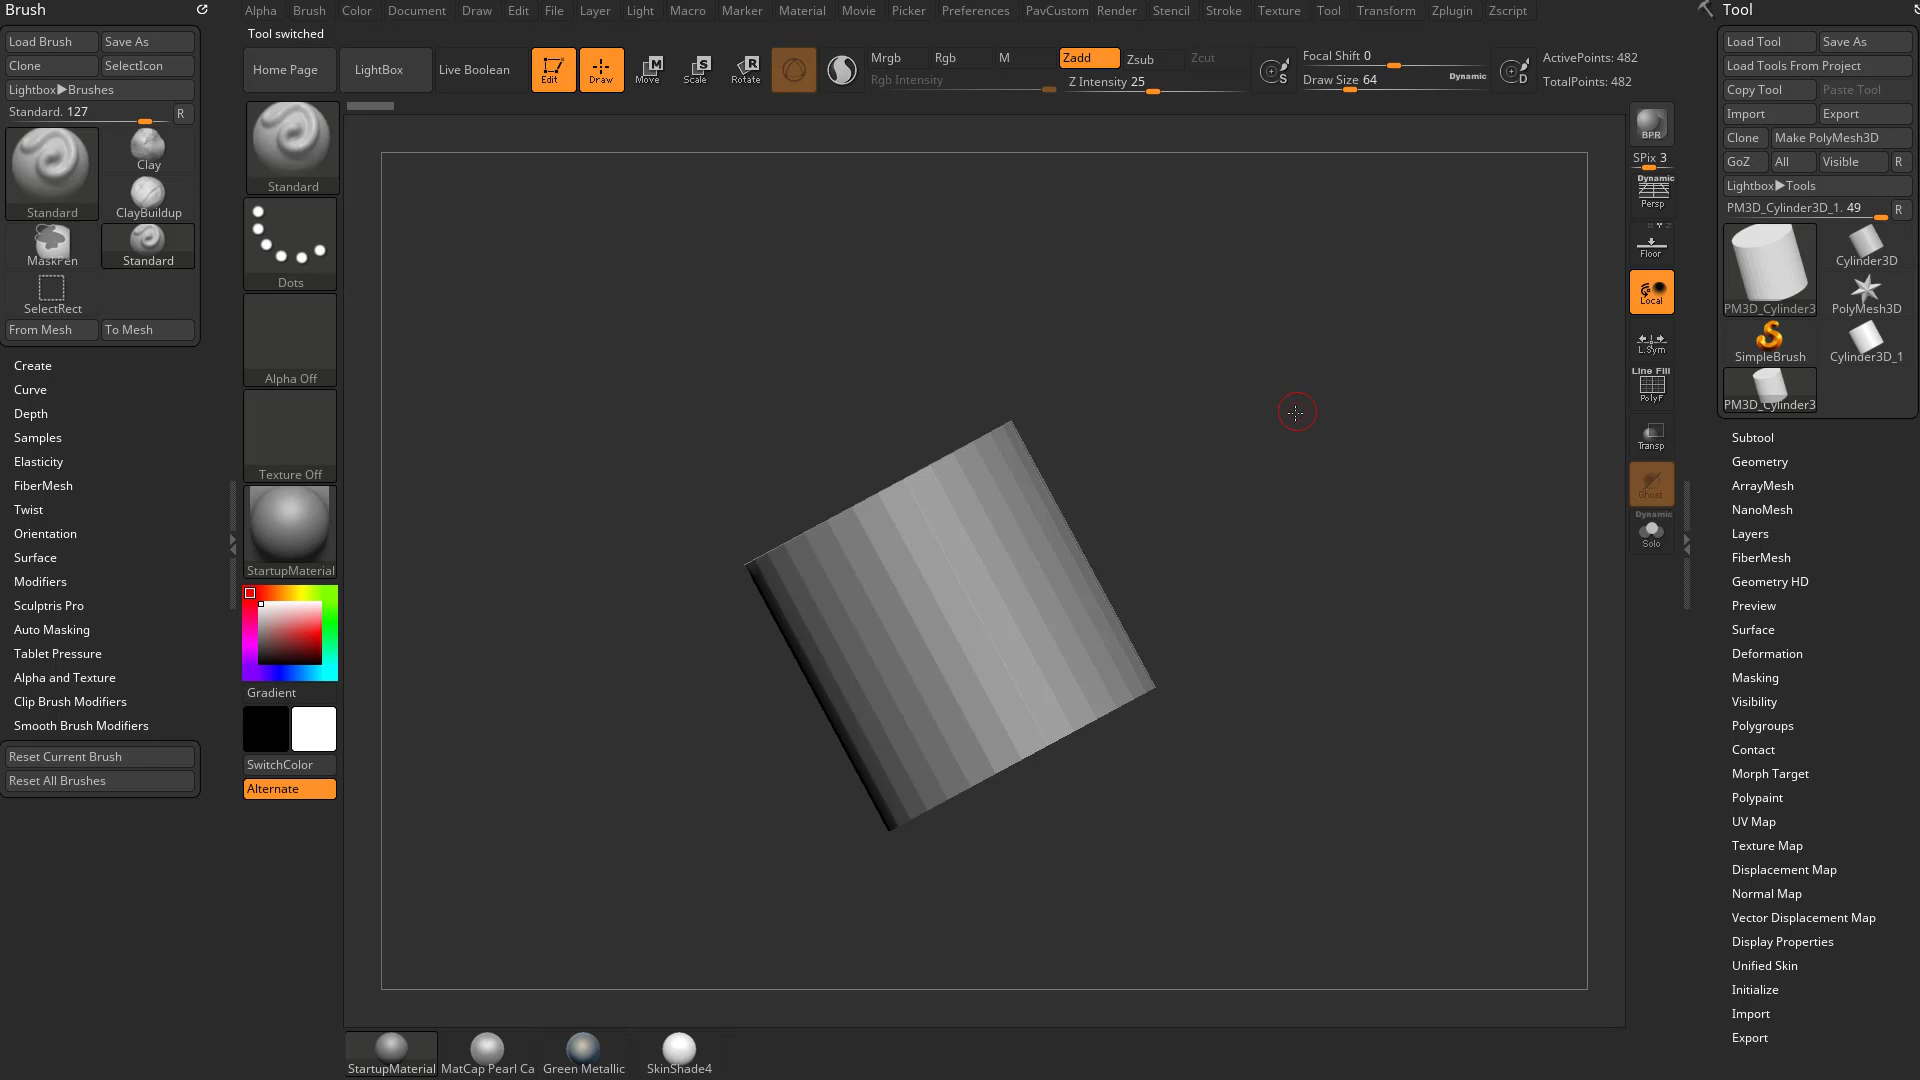 Brush
Load Brush
Save As
Clone
SelectIcon
Lightbox▶Brushes
Standard. 127
R
Standard
Clay
ClayBuildup
MaskPen
Standard
SelectRect
From Mesh
To Mesh
Create
Curve
Depth
Samples
Elasticity
FiberMesh
Twist
Orientation
Surface
Modifiers
Sculptris Pro
Auto Masking
Tablet Pressure
Alpha and Texture
Clip Brush Modifiers
Smooth Brush Modifiers
Reset Current Brush
Reset All Brushes
Alpha Brush Color Document Draw Edit File Layer Light Macro Marker Material Movie Picker Preferences PavCustom Render Stencil Stroke Texture Tool Transform Zplugin Zscript
Tool switched
Home Page
LightBox
Live Boolean
Edit
Draw
M
Move
S
Scale
R
Rotate
Mrgb
Rgb
M
Rgb Intensity
Zadd
Zsub
Zcut
Z Intensity 25
S
Focal Shift 0
Draw Size 64
Dynamic
D
ActivePoints: 482
TotalPoints: 482
Standard
Dots
Alpha Off
Texture Off
StartupMaterial
Gradient
SwitchColor
Alternate
BPR
SPix 3
Dynamic
Persp
Floor
Local
L.Sym
Line Fill
PolyF
Transp
Ghost
Dynamic
Solo
StartupMaterial
MatCap Pearl Ca
Green Metallic
SkinShade4
Tool
Load Tool
Save As
Load Tools From Project
Copy Tool
Paste Tool
Import
Export
Clone
Make PolyMesh3D
GoZ
All
Visible
R
Lightbox▶Tools
PM3D_Cylinder3D_1. 49
R
PM3D_Cylinder3
Cylinder3D
PolyMesh3D
SimpleBrush
Cylinder3D_1
PM3D_Cylinder3
Subtool
Geometry
ArrayMesh
NanoMesh
Layers
FiberMesh
Geometry HD
Preview
Surface
Deformation
Masking
Visibility
Polygroups
Contact
Morph Target
Polypaint
UV Map
Texture Map
Displacement Map
Normal Map
Vector Displacement Map
Display Properties
Unified Skin
Initialize
Import
Export